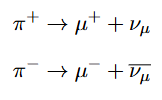 π⁺ → μ⁺ + ν_μ
π⁻ → μ⁻ + ν̅_μ̅